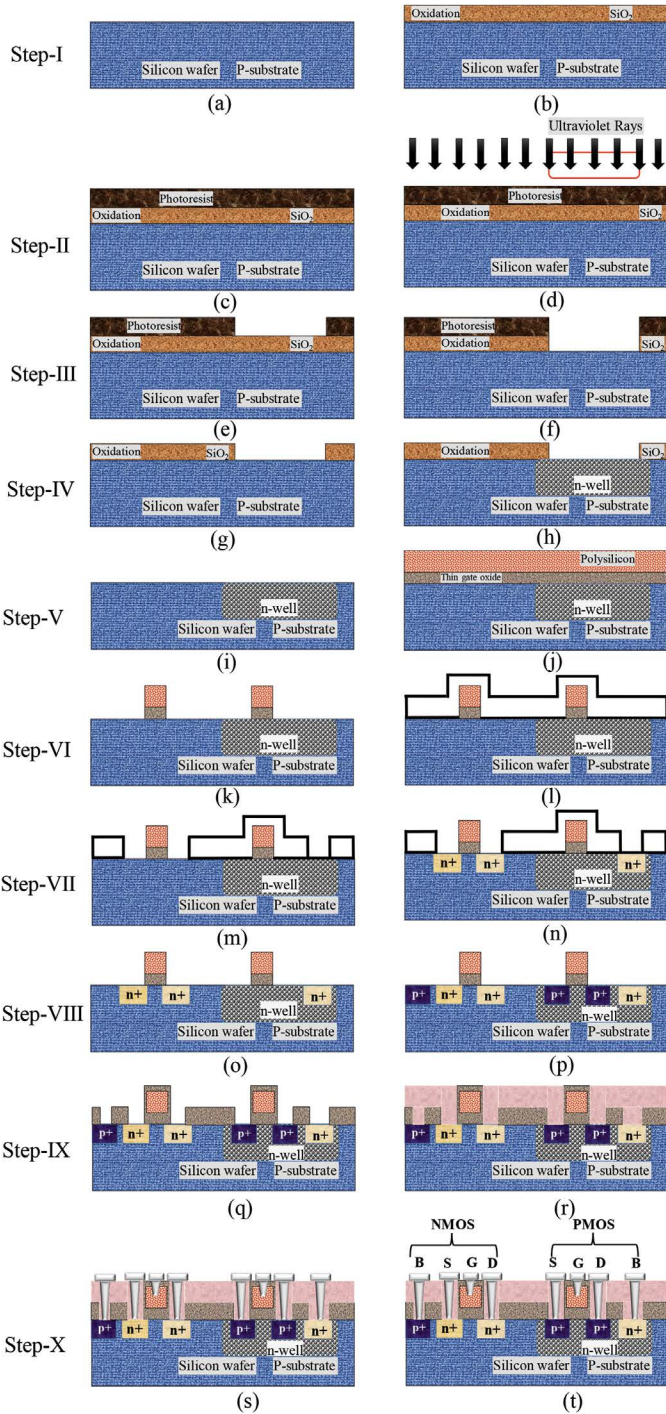 Step-I
Silicon wafer P-substrate
(a)
Oxidation SiO₂
Silicon wafer P-substrate
(b)
Step-II
Photoresist
Oxidation SiO₂
Silicon wafer P-substrate
(c)
Ultraviolet Rays
Photoresist
Oxidation SiO₂
Silicon wafer P-substrate
(d)
Step-III
Photoresist
Oxidation SiO₂
Silicon wafer P-substrate
(e)
Photoresist
Oxidation SiO₂
Silicon wafer P-substrate
(f)
Step-IV
Oxidation SiO₂
Silicon wafer P-substrate
(g)
Oxidation SiO₂
n-well
Silicon wafer P-substrate
(h)
Step-V
n-well
Silicon wafer P-substrate
(i)
Polysilicon
Thin gate oxide
n-well
Silicon wafer P-substrate
(j)
Step-VI
n-well
Silicon wafer P-substrate
(k)
n-well
Silicon wafer P-substrate
(l)
Step-VII
n-well
Silicon wafer P-substrate
(m)
n+ n+ n+
n-well
Silicon wafer P-substrate
(n)
Step-VIII
n+ n+ n+
n-well
Silicon wafer P-substrate
(o)
p+ n+ n+ p+ p+ n+
n-well
Silicon wafer P-substrate
(p)
Step-IX
p+ n+ n+ p+ p+ n+
n-well
Silicon wafer P-substrate
(q)
p+ n+ n+ p+ p+ n+
n-well
Silicon wafer P-substrate
(r)
Step-X
p+ n+ n+ p+ p+ n+
n-well
Silicon wafer P-substrate
(s)
NMOS PMOS
B S G D S G D B
p+ n+ n+ p+ p+ n+
n-well
Silicon wafer P-substrate
(t)